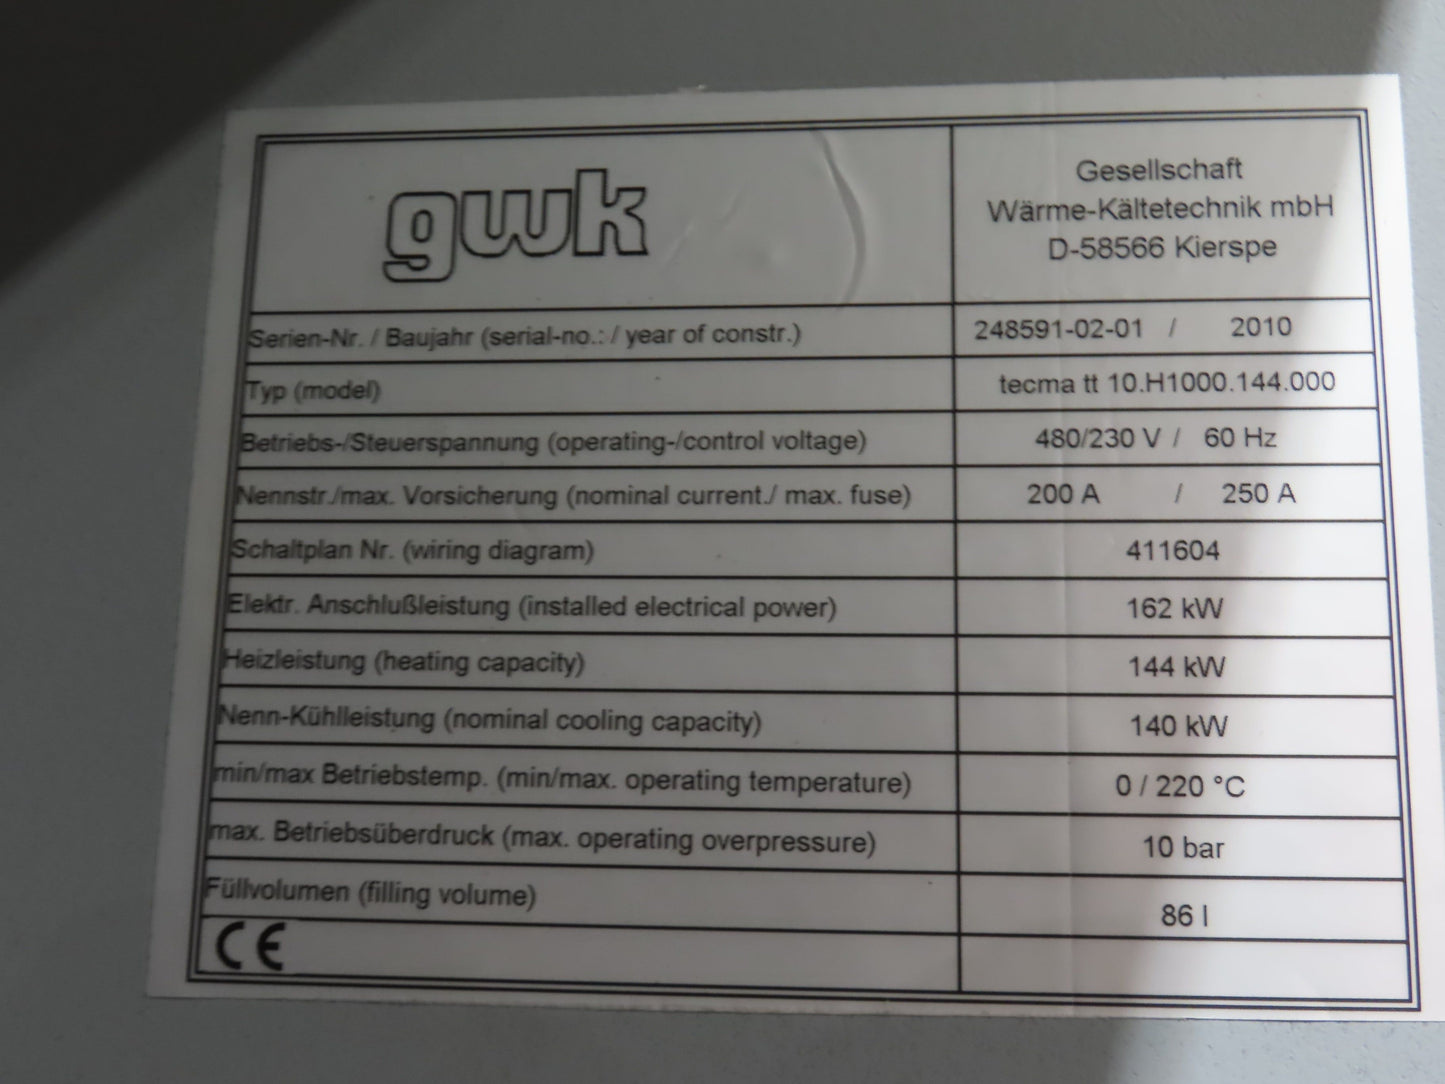 gwk
Gesellschaft
Wärme-Kältetechnik mbH
D-58566 Kierspe
Serien-Nr. / Baujahr (serial-no.: / year of constr.) 248591-02-01 / 2010
Typ (model) tecma tt 10.H1000.144.000
Betriebs-/Steuerspannung (operating-/control voltage) 480/230 V / 60 Hz
Nennstr./max. Vorsicherung (nominal current./ max. fuse) 200 A / 250 A
Schaltplan Nr. (wiring diagram) 411604
Elektr. Anschlußleistung (installed electrical power) 162 kW
Heizleistung (heating capacity) 144 kW
Nenn-Kühlleistung (nominal cooling capacity) 140 kW
min/max Betriebstemp. (min/max. operating temperature) 0 / 220 °C
max. Betriebsüberdruck (max. operating overpressure) 10 bar
Füllvolumen (filling volume) 86 l
CE